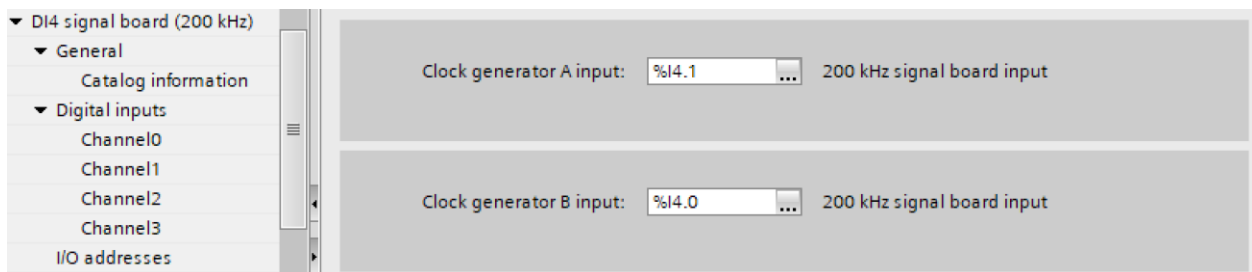 DI4 signal board (200 kHz)
General
Catalog information
Digital inputs
Channel0
Channel1
Channel2
Channel3
I/O addresses
Clock generator A input: %I4.1 ... 200 kHz signal board input
Clock generator B input: %I4.0 ... 200 kHz signal board input